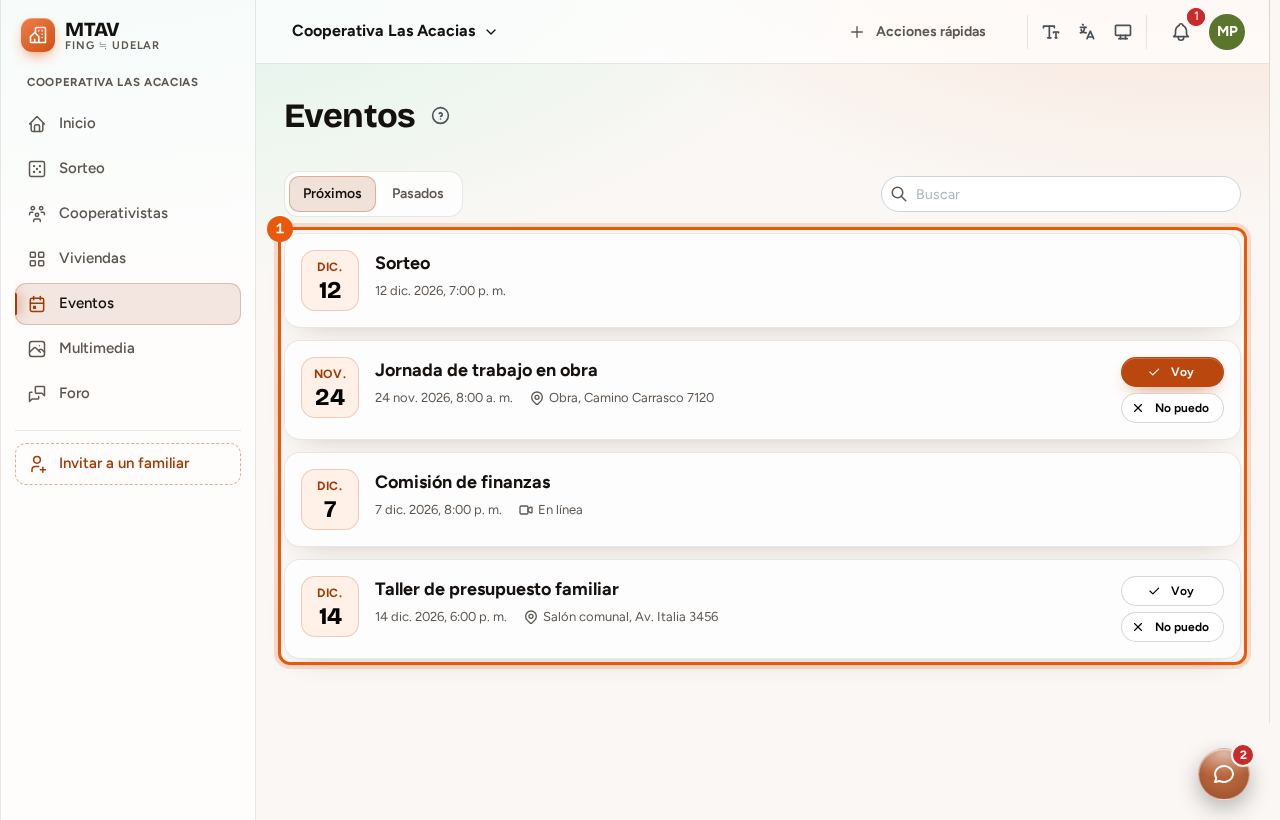 MTAV
FING ≒ UDELAR
COOPERATIVA LAS ACACIAS
Inicio
Sorteo
Cooperativistas
Viviendas
Eventos
Multimedia
Foro
Invitar a un familiar
Cooperativa Las Acacias
Acciones rápidas
1
MP
Eventos
Próximos
Pasados
Buscar
1
DIC.
12
Sorteo
12 dic. 2026, 7:00 p. m.
NOV.
24
Jornada de trabajo en obra
24 nov. 2026, 8:00 a. m. Obra, Camino Carrasco 7120
Voy
No puedo
DIC.
7
Comisión de finanzas
7 dic. 2026, 8:00 p. m. En línea
DIC.
14
Taller de presupuesto familiar
14 dic. 2026, 6:00 p. m. Salón comunal, Av. Italia 3456
Voy
No puedo
2